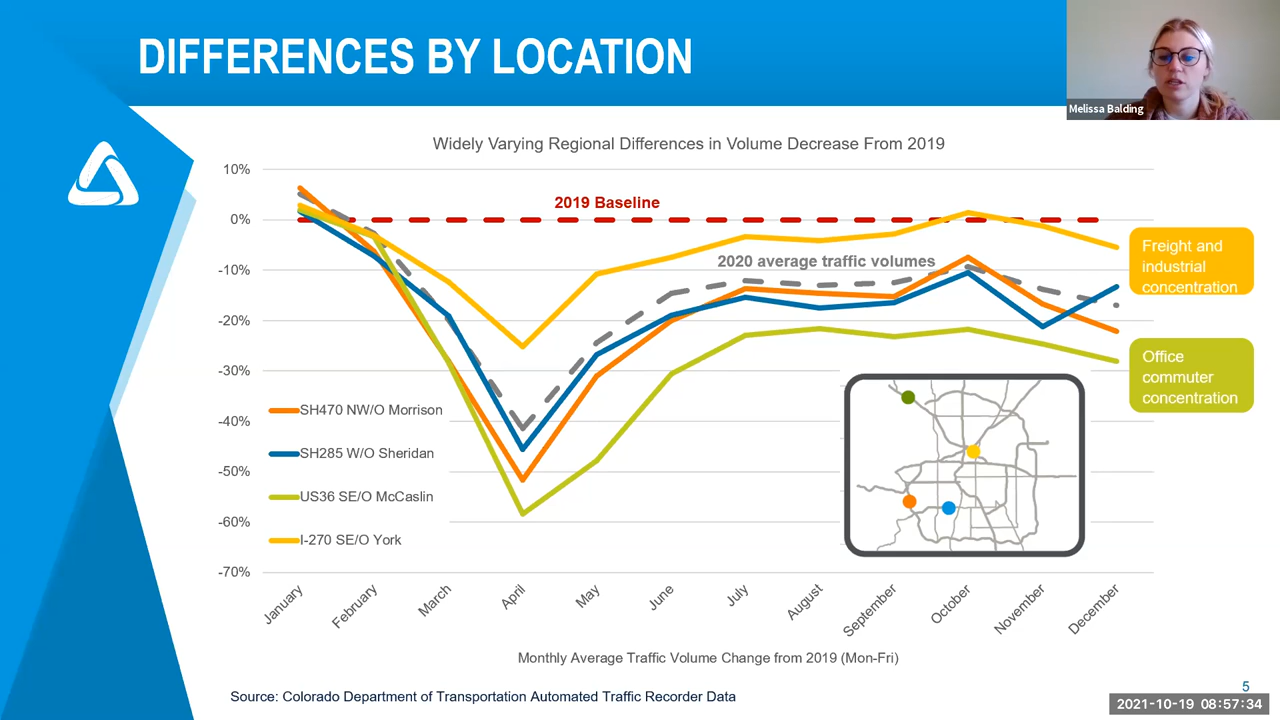 DIFFERENCES BY LOCATION
Melissa Balding
Widely Varying Regional Differences in Volume Decrease From 2019
10%
0%
-10%
-20%
-30%
-40%
-50%
-60%
-70%
2019 Baseline
2020 average traffic volumes
Freight and
industrial
concentration
Office
commuter
concentration
SH470 NW/O Morrison
SH285 W/O Sheridan
US36 SE/O McCaslin
I-270 SE/O York
January
February
March
April
May
June
July
August
September
October
November
December
Monthly Average Traffic Volume Change from 2019 (Mon-Fri)
Source: Colorado Department of Transportation Automated Traffic Recorder Data
5
2021-10-19 08:57:34